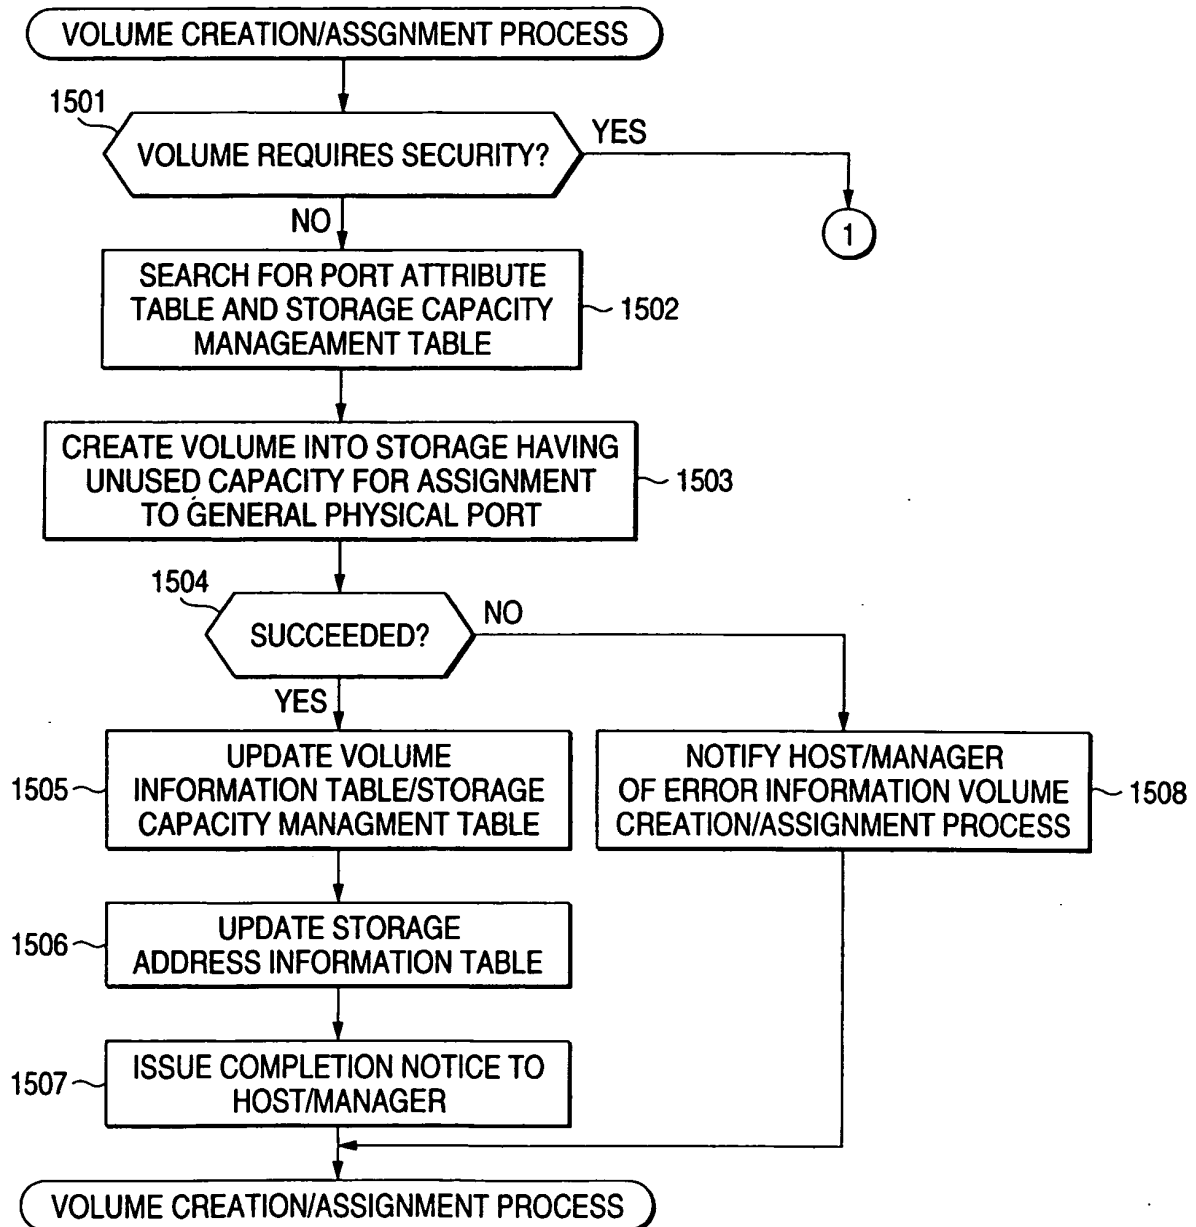 VOLUME CREATION/ASSGNMENT PROCESS
1501
VOLUME REQUIRES SECURITY?
YES
NO
1
SEARCH FOR PORT ATTRIBUTE
TABLE AND STORAGE CAPACITY
MANAGEAMENT TABLE
1502
CREATE VOLUME INTO STORAGE HAVING
UNUSED CAPACITY FOR ASSIGNMENT
TO GENERAL PHYSICAL PORT
1503
1504
SUCCEEDED?
NO
YES
UPDATE VOLUME
INFORMATION TABLE/STORAGE
CAPACITY MANAGMENT TABLE
1505
NOTIFY HOST/MANAGER
OF ERROR INFORMATION VOLUME
CREATION/ASSIGNMENT PROCESS
1508
UPDATE STORAGE
ADDRESS INFORMATION TABLE
1506
ISSUE COMPLETION NOTICE TO
HOST/MANAGER
1507
VOLUME CREATION/ASSIGNMENT PROCESS